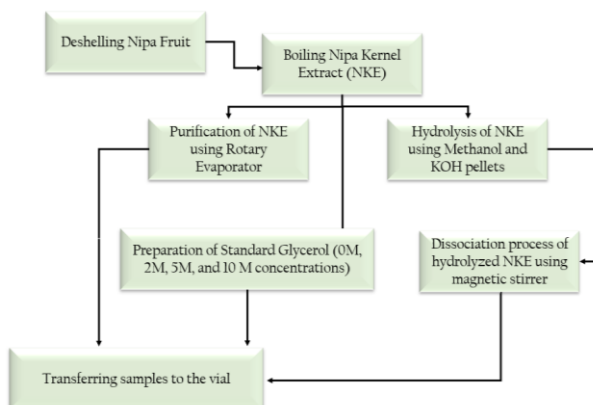 Deshelling Nipa Fruit
Boiling Nipa Kernel
Extract (NKE)
Purification of NKE
using Rotary
Evaporator
Hydrolysis of NKE
using Methanol and
KOH pellets
Preparation of Standard Glycerol (0M,
2M, 5M, and 10 M concentrations)
Dissociation process of
hydrolyzed NKE using
magnetic stirrer
Transferring samples to the vial